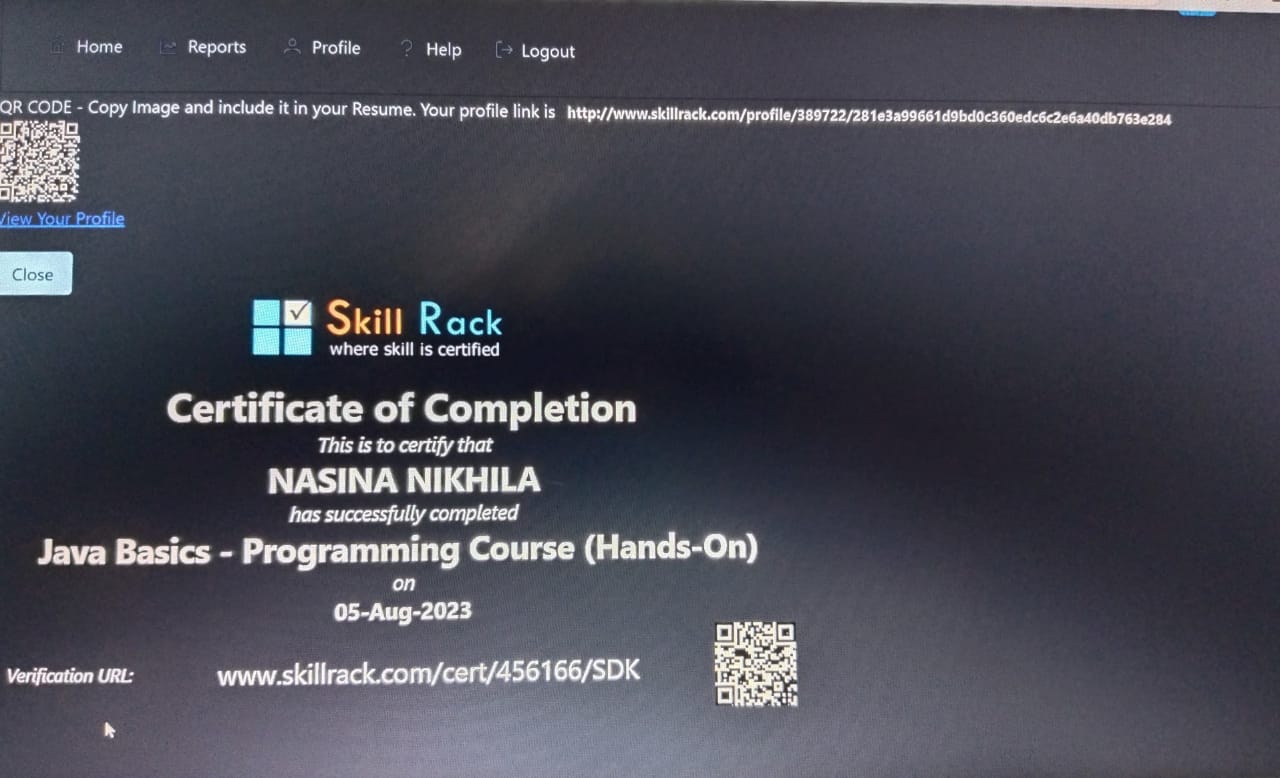 Home Reports Profile Help Logout
QR CODE - Copy Image and include it in your Resume. Your profile link is http://www.skillrack.com/profile/389722/281e3a99661d9bd0c360edc6c2e6a40db763e284
View Your Profile
Close
Skill Rack
where skill is certified
Certificate of Completion
This is to certify that
NASINA NIKHILA
has successfully completed
Java Basics - Programming Course (Hands-On)
on
05-Aug-2023
Verification URL: www.skillrack.com/cert/456166/SDK